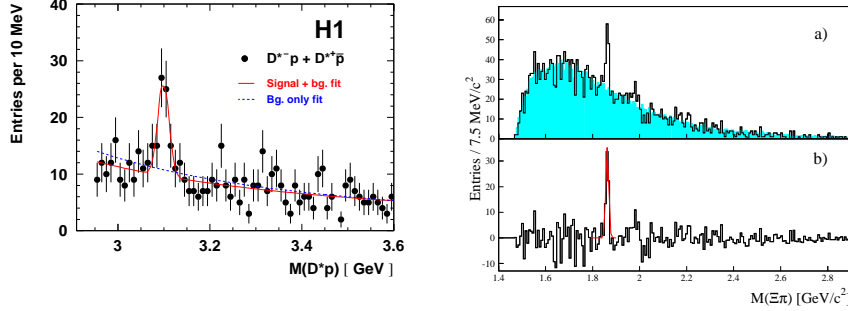 Entries per 10 MeV
40
30
20
10
0
H1
D*⁻p + D*⁺p̄
Signal + bg. fit
Bg. only fit
3
3.2
3.4
3.6
M(D*p) [ GeV ]
Entries / 7.5 MeV/c²
a)
50
40
30
20
10
0
b)
30
20
10
0
-10
1.4
1.6
1.8
2
2.2
2.4
2.6
2.8
M(Ξπ) [GeV/c²]